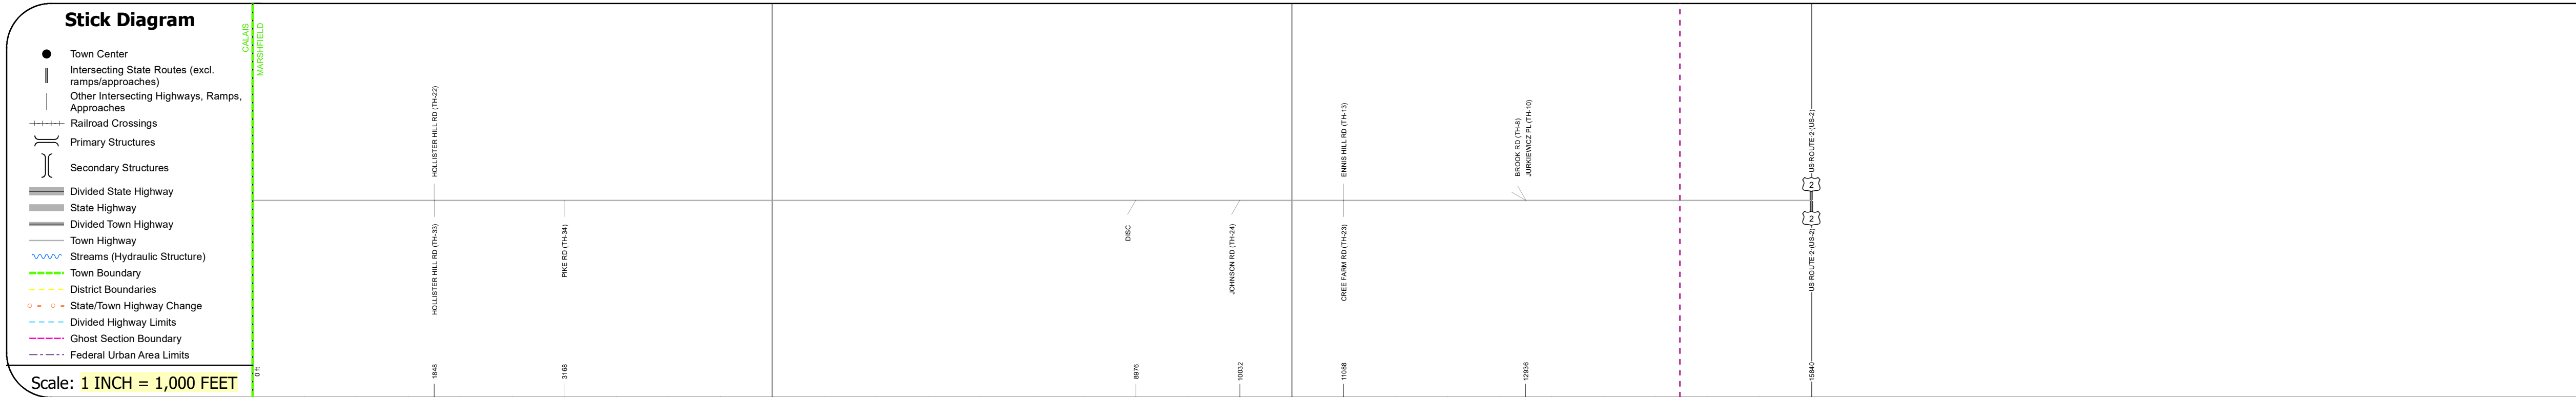 Stick Diagram
Town Center
Intersecting State Routes (excl.
ramps/approaches)
Other Intersecting Highways, Ramps,
Approaches
Railroad Crossings
Primary Structures
Secondary Structures
Divided State Highway
State Highway
Divided Town Highway
Town Highway
Streams (Hydraulic Structure)
Town Boundary
District Boundaries
State/Town Highway Change
Divided Highway Limits
Ghost Section Boundary
Federal Urban Area Limits
Scale: 1 INCH = 1,000 FEET
CALAIS
MARSHFIELD
HOLLISTER HILL RD (TH-22)
ENNIS HILL RD (TH-13)
BROOK RD (TH-8)
JURKIEWICZ PL (TH-10)
US ROUTE 2 (US-2)
2
2
HOLLISTER HILL RD (TH-33)
PIKE RD (TH-34)
DISC
JOHNSON RD (TH-24)
CREE FARM RD (TH-23)
US ROUTE 2 (US-2)
0 ft
1848
3168
8976
10032
11088
12936
15840